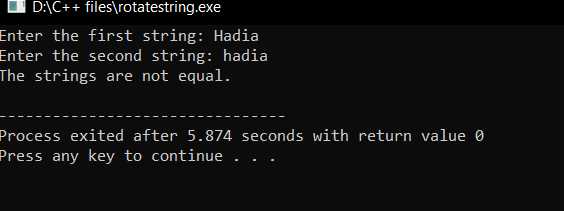 D:\C++ files\rotatestring.exe
Enter the first string: Hadia
Enter the second string: hadia
The strings are not equal.
--------------------------------
Process exited after 5.874 seconds with return value 0
Press any key to continue . . .